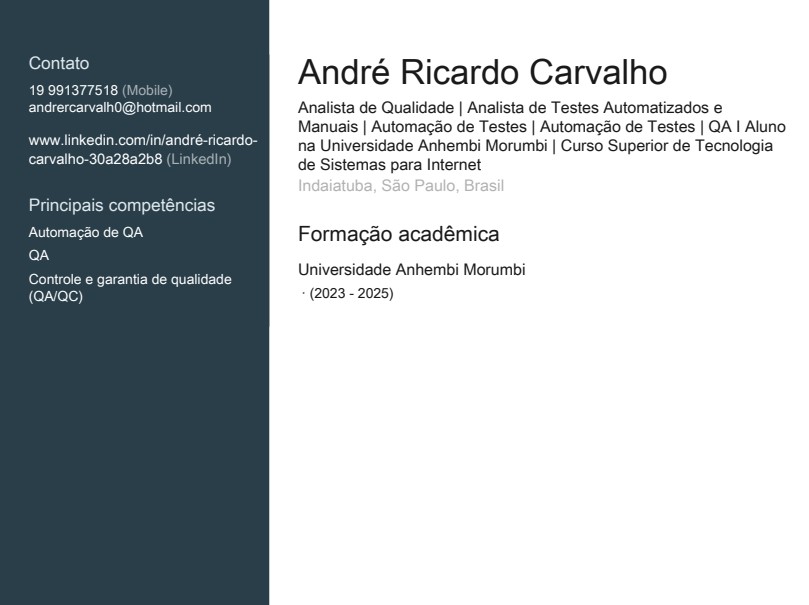 Contato
19 991377518 (Mobile)
andrercarvalh0@hotmail.com
www.linkedin.com/in/andré-ricardo-
carvalho-30a28a2b8 (LinkedIn)
Principais competências
Automação de QA
QA
Controle e garantia de qualidade
(QA/QC)
André Ricardo Carvalho
Analista de Qualidade | Analista de Testes Automatizados e
Manuais | Automação de Testes | Automação de Testes | QA I Aluno
na Universidade Anhembi Morumbi | Curso Superior de Tecnologia
de Sistemas para Internet
Indaiatuba, São Paulo, Brasil
Formação acadêmica
Universidade Anhembi Morumbi
· (2023 - 2025)